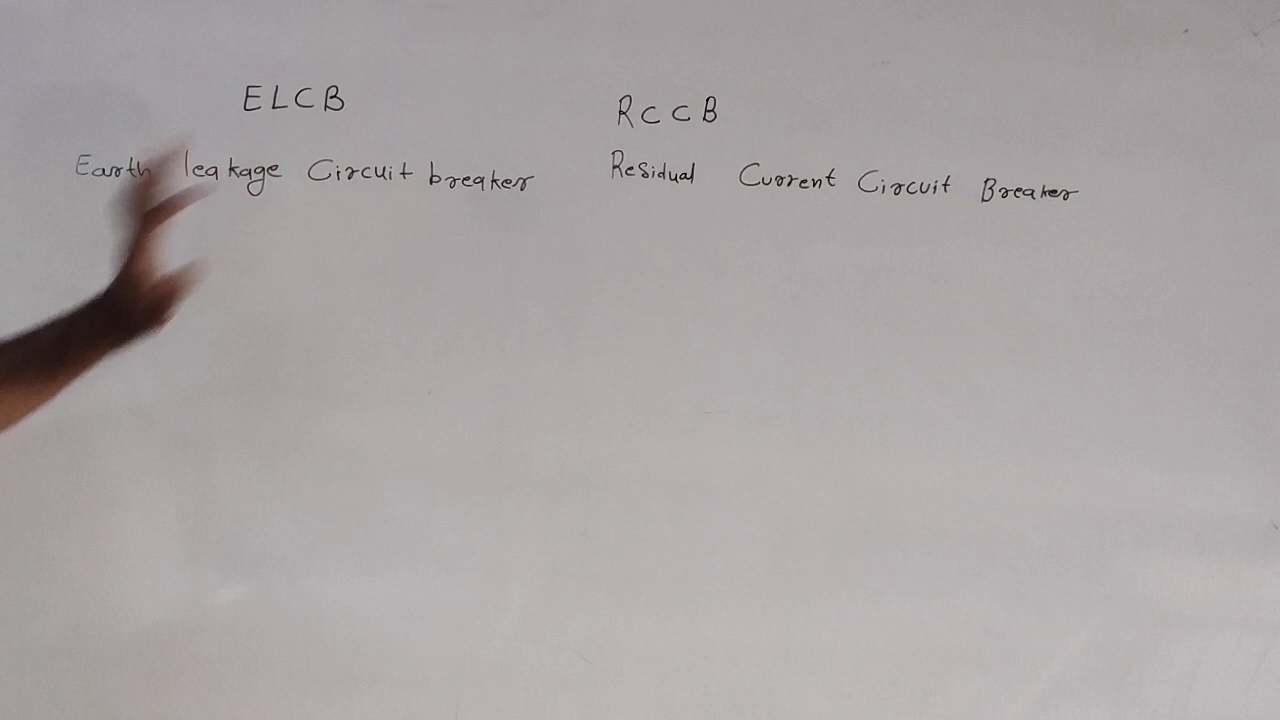 ELCB
Earth leakage Circuit breaker
RCCB
Residual Current Circuit Breaker